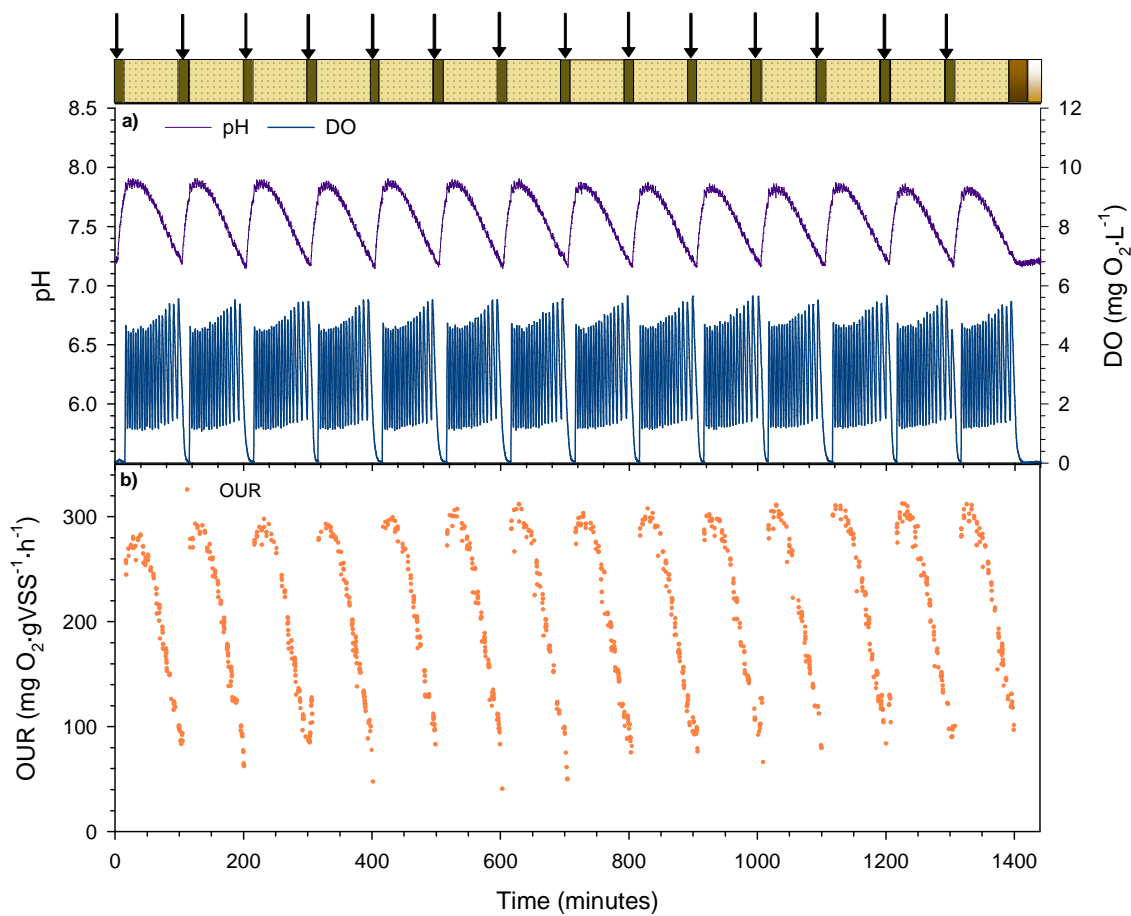 a)
pH DO
8.5
8.0
7.5
7.0
6.5
6.0
pH
12
10
8
6
4
2
0
DO (mg O₂·L⁻¹)
b)
OUR
300
200
100
0
OUR (mg O₂·gVSS⁻¹·h⁻¹)
0 200 400 600 800 1000 1200 1400
Time (minutes)